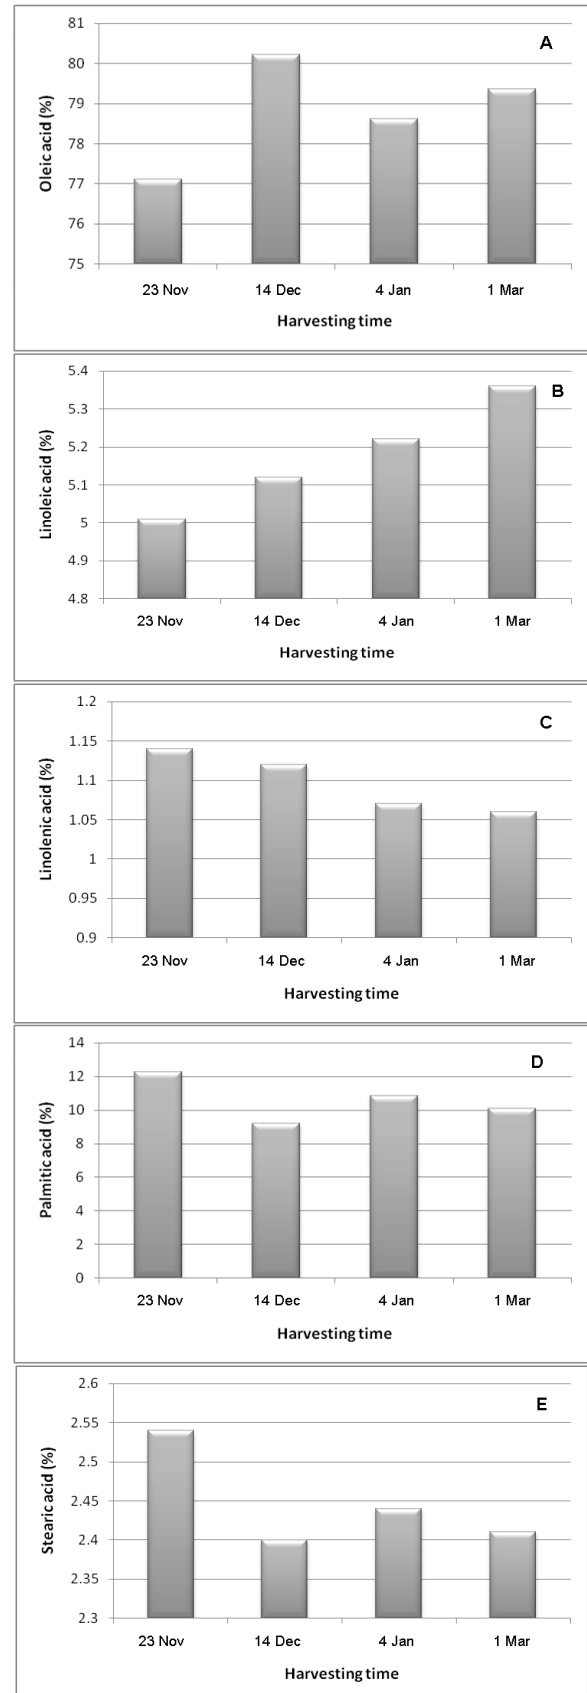 A
Oleic acid (%)
81
80
79
78
77
76
75
23 Nov 14 Dec 4 Jan 1 Mar
Harvesting time
B
Linoleic acid (%)
5.4
5.3
5.2
5.1
5
4.9
4.8
23 Nov 14 Dec 4 Jan 1 Mar
Harvesting time
C
Linolenic acid (%)
1.2
1.15
1.1
1.05
1
0.95
0.9
23 Nov 14 Dec 4 Jan 1 Mar
Harvesting time
D
Palmitic acid (%)
14
12
10
8
6
4
2
0
23 Nov 14 Dec 4 Jan 1 Mar
Harvesting time
E
Stearic acid (%)
2.6
2.55
2.5
2.45
2.4
2.35
2.3
23 Nov 14 Dec 4 Jan 1 Mar
Harvesting time